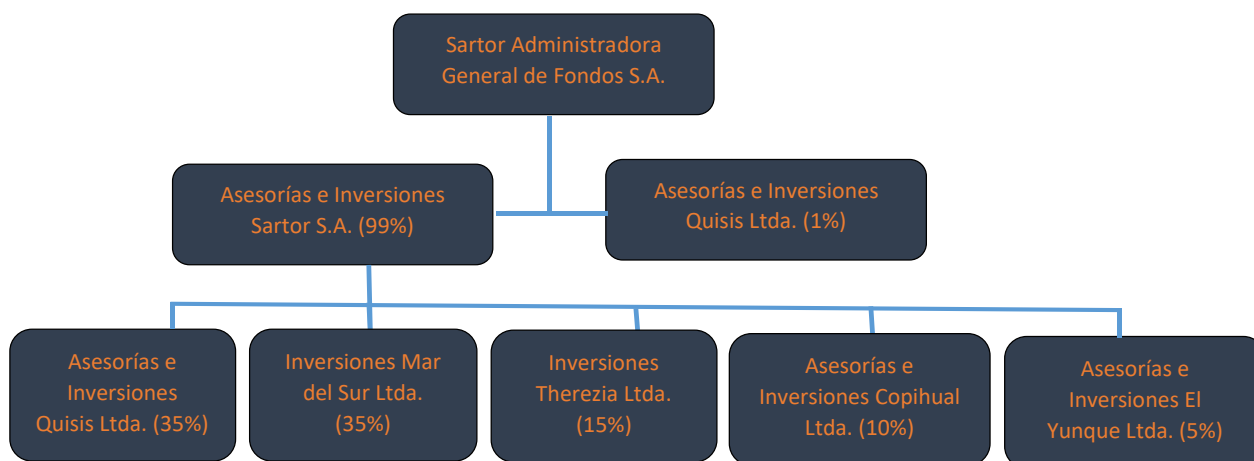 Sartor Administradora
General de Fondos S.A.
Asesorías e Inversiones
Sartor S.A. (99%)
Asesorías e Inversiones
Quisis Ltda. (1%)
Asesorías e
Inversiones
Quisis Ltda. (35%)
Inversiones Mar
del Sur Ltda.
(35%)
Inversiones
Therezia Ltda.
(15%)
Asesorías e
Inversiones Copihual
Ltda. (10%)
Asesorías e
Inversiones El
Yunque Ltda. (5%)